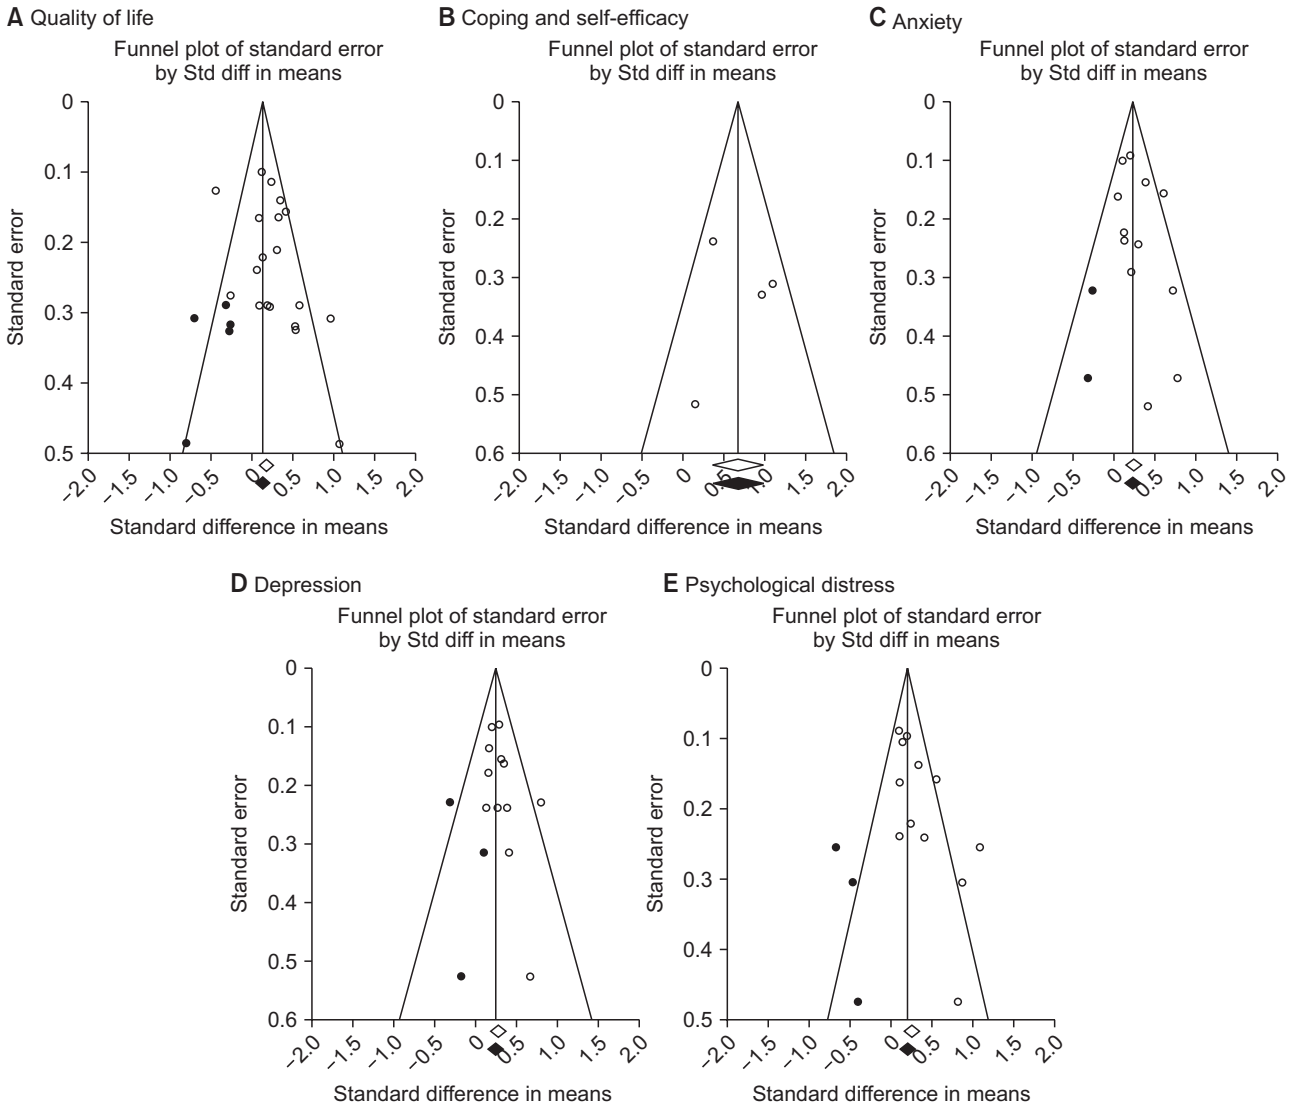 A Quality of life
Funnel plot of standard error
by Std diff in means
Standard error
0
0.1
0.2
0.3
0.4
0.5
−2.0 −1.5 −1.0 −0.5 0 0.5 1.0 1.5 2.0
Standard difference in means
B Coping and self-efficacy
Funnel plot of standard error
by Std diff in means
Standard error
0
0.1
0.2
0.3
0.4
0.5
0.6
−2.0 −1.5 −1.0 −0.5 0 0.5 1.0 1.5 2.0
Standard difference in means
C Anxiety
Funnel plot of standard error
by Std diff in means
Standard error
0
0.1
0.2
0.3
0.4
0.5
0.6
−2.0 −1.5 −1.0 −0.5 0 0.5 1.0 1.5 2.0
Standard difference in means
D Depression
Funnel plot of standard error
by Std diff in means
Standard error
0
0.1
0.2
0.3
0.4
0.5
0.6
−2.0 −1.5 −1.0 −0.5 0 0.5 1.0 1.5 2.0
Standard difference in means
E Psychological distress
Funnel plot of standard error
by Std diff in means
Standard error
0
0.1
0.2
0.3
0.4
0.5
−2.0 −1.5 −1.0 −0.5 0 0.5 1.0 1.5 2.0
Standard difference in means